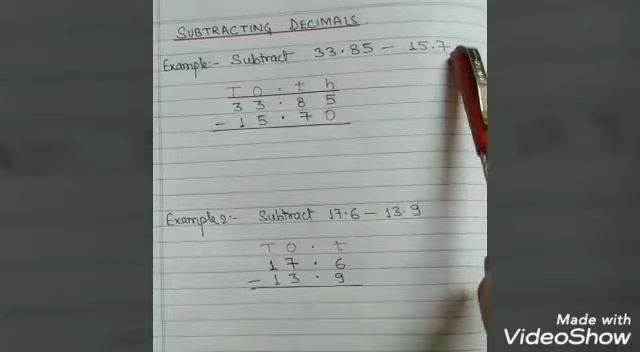 SUBTRACTING DECIMALS
Example:- Subtract 33.85 - 15.7
T O . t h
3 3 . 8 5
- 1 5 . 7 0
Example 2:- Subtract 17.6 - 13.9
T O . t
1 7 . 6
- 1 3 . 9
Made with
VideoShow